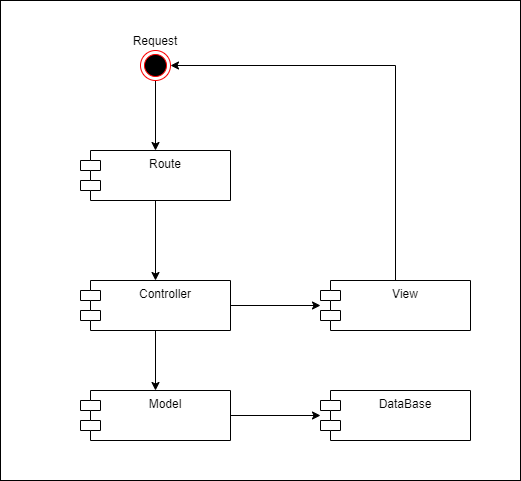 Request
Route
Controller
View
Model
DataBase